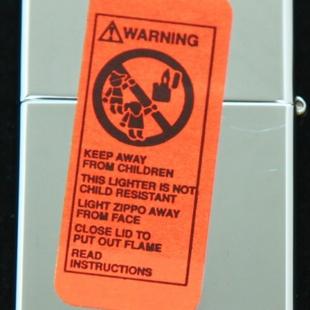 WARNING
KEEP AWAY
FROM CHILDREN
THIS LIGHTER IS NOT
CHILD RESISTANT
LIGHT ZIPPO AWAY
FROM FACE
CLOSE LID TO
PUT OUT FLAME
READ
INSTRUCTIONS